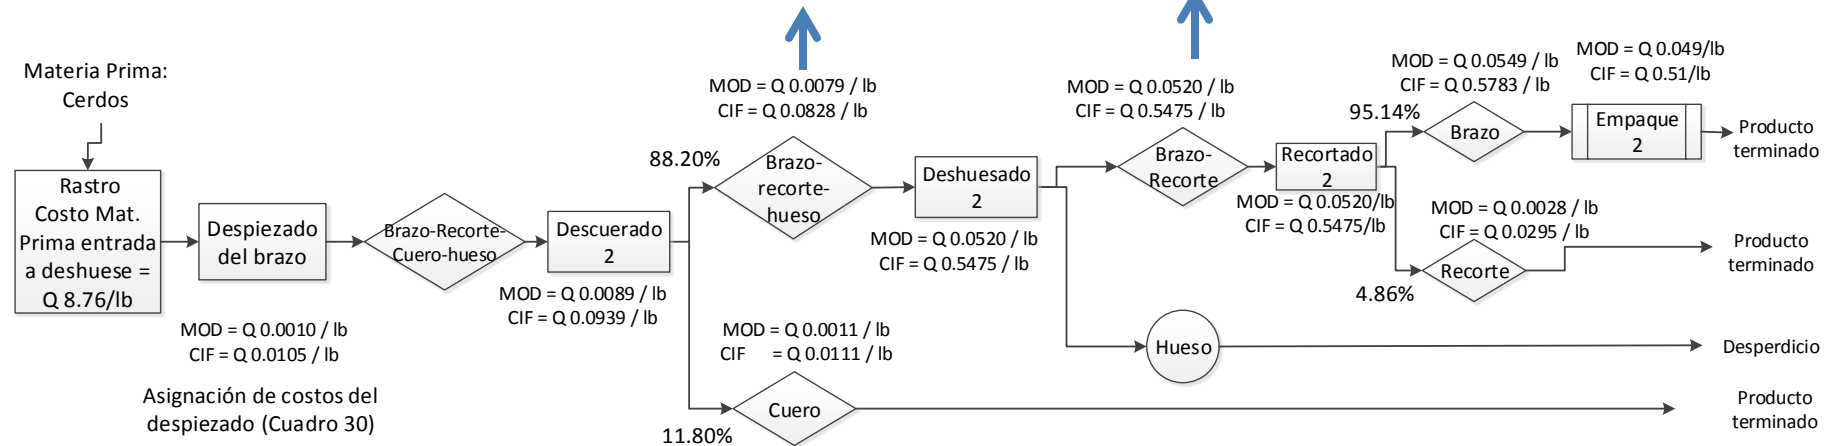 Materia Prima:
Cerdos
Rastro
Costo Mat.
Prima entrada
a deshuese =
Q 8.76/lb
Despiezado
del brazo
MOD = Q 0.0010 / lb
CIF = Q 0.0105 / lb
Asignación de costos del
despiezado (Cuadro 30)
Brazo-Recorte-
Cuero-hueso
Descuerado
2
MOD = Q 0.0089 / lb
CIF = Q 0.0939 / lb
88.20%
MOD = Q 0.0079 / lb
CIF = Q 0.0828 / lb
Brazo-
recorte-
hueso
MOD = Q 0.0011 / lb
CIF = Q 0.0111 / lb
Cuero
11.80%
Deshuesado
2
MOD = Q 0.0520 / lb
CIF = Q 0.5475 / lb
MOD = Q 0.0520 / lb
CIF = Q 0.5475 / lb
Brazo-
Recorte
Hueso
Recortado
2
MOD = Q 0.0520/lb
CIF = Q 0.5475/lb
95.14%
MOD = Q 0.0549 / lb
CIF = Q 0.5783 / lb
Brazo
MOD = Q 0.049/lb
CIF = Q 0.51/lb
Empaque
2
Producto
terminado
MOD = Q 0.0028 / lb
CIF = Q 0.0295 / lb
Recorte
4.86%
Producto
terminado
Desperdicio
Producto
terminado